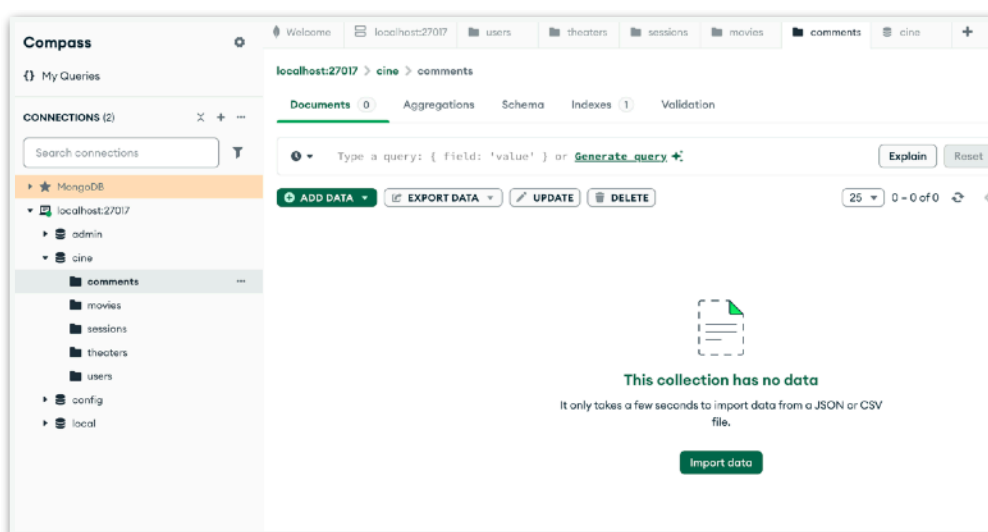 Compass
{} My Queries
CONNECTIONS (2)
Search connections
MongoDB
localhost:27017
admin
cine
comments
movies
sessions
theaters
users
config
local
Welcome localhost:27017 users theaters sessions movies comments cine +
localhost:27017 > cine > comments
Documents 0 Aggregations Schema Indexes 1 Validation
Type a query: { field: 'value' } or Generate query
Explain Reset
ADD DATA EXPORT DATA UPDATE DELETE
25 0 – 0 of 0
This collection has no data
It only takes a few seconds to import data from a JSON or CSV
file.
Import data